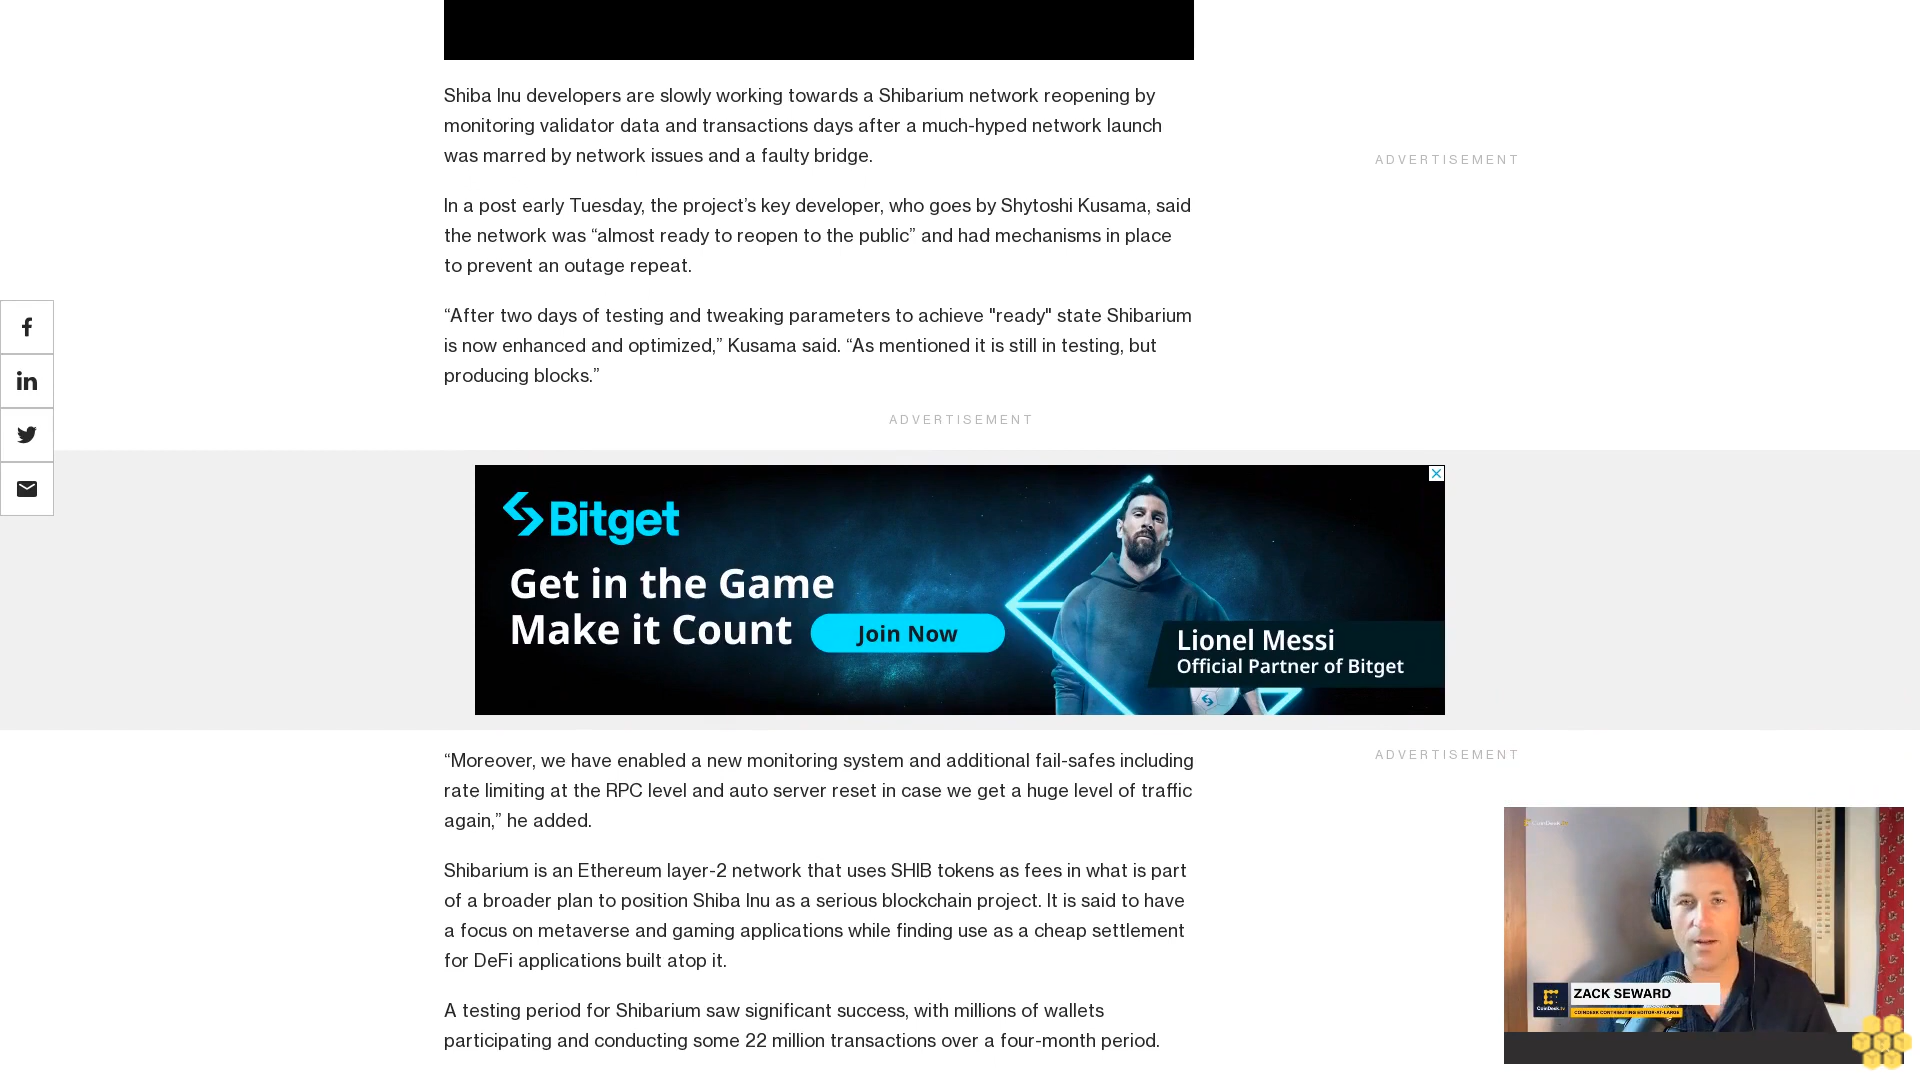 Shiba Inu developers are slowly working towards a Shibarium network reopening by
monitoring validator data and transactions days after a much-hyped network launch
was marred by network issues and a faulty bridge.
ADVERTISEMENT
In a post early Tuesday, the project’s key developer, who goes by Shytoshi Kusama, said
the network was “almost ready to reopen to the public” and had mechanisms in place
to prevent an outage repeat.
“After two days of testing and tweaking parameters to achieve "ready" state Shibarium
is now enhanced and optimized,” Kusama said. “As mentioned it is still in testing, but
producing blocks.”
ADVERTISEMENT
Bitget
Get in the Game
Make it Count
Join Now
Lionel Messi
Official Partner of Bitget
“Moreover, we have enabled a new monitoring system and additional fail-safes including
rate limiting at the RPC level and auto server reset in case we get a huge level of traffic
again,” he added.
ADVERTISEMENT
Shibarium is an Ethereum layer-2 network that uses SHIB tokens as fees in what is part
of a broader plan to position Shiba Inu as a serious blockchain project. It is said to have
a focus on metaverse and gaming applications while finding use as a cheap settlement
for DeFi applications built atop it.
A testing period for Shibarium saw significant success, with millions of wallets
participating and conducting some 22 million transactions over a four-month period.
CoinDesk tv
ZACK SEWARD
CoinDesk.tv
COINDESK CONTRIBUTING EDITOR-AT-LARGE